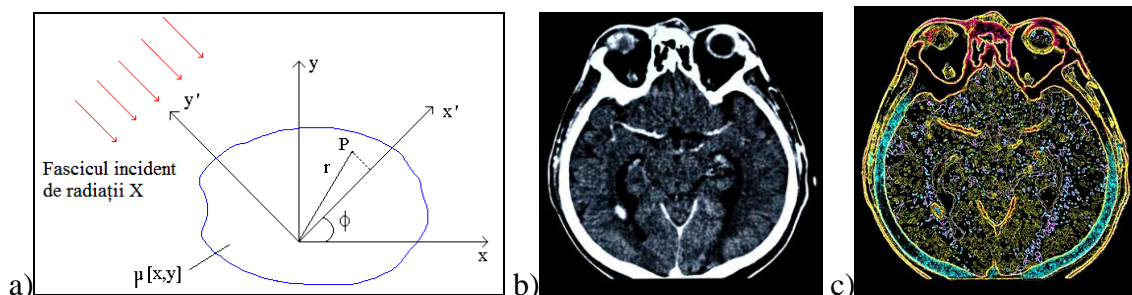 y
y'
x'
P
r
Fascicul incident
de radiații X
ϕ
x
μ [x,y]
a)
b)
c)